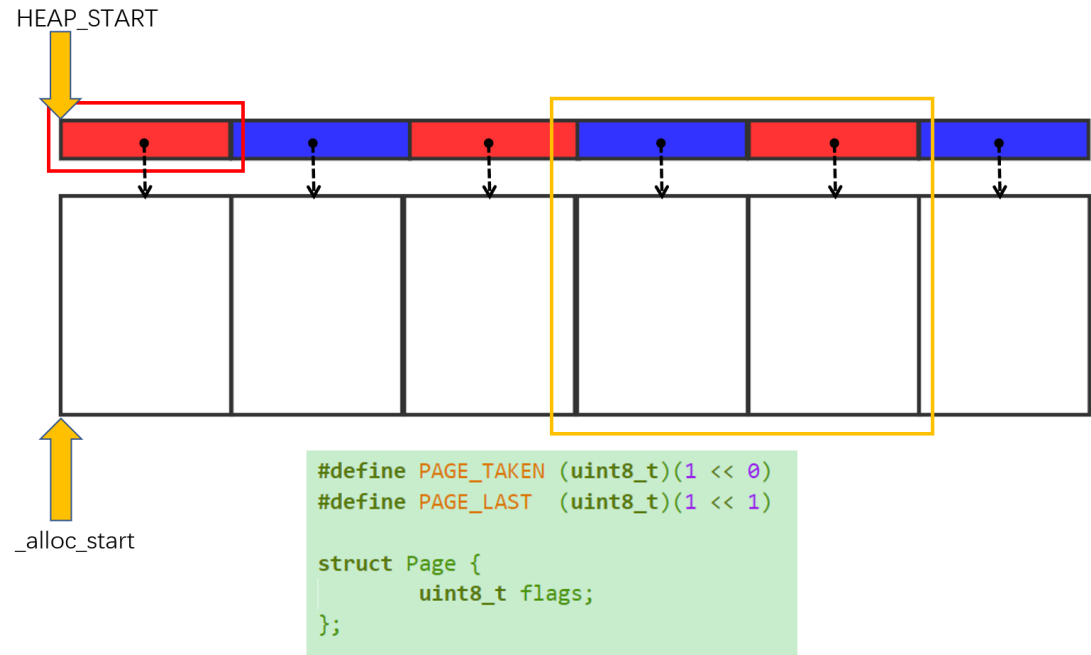 HEAP_START
_alloc_start
#define PAGE_TAKEN (uint8_t)(1 << 0)
#define PAGE_LAST  (uint8_t)(1 << 1)
struct Page {
        uint8_t flags;
};